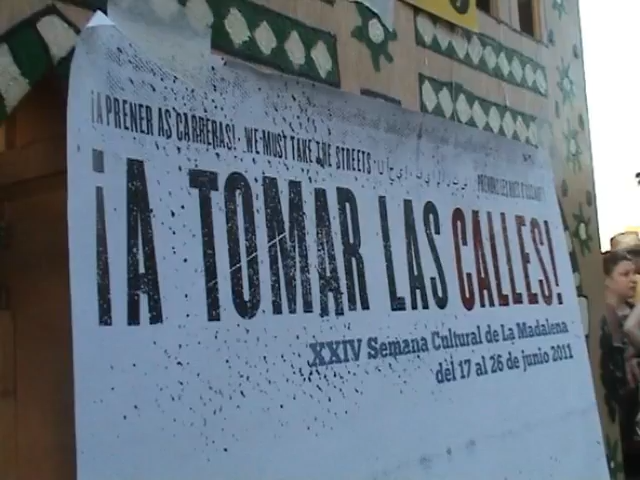 ¡APRENER AS CARRERAS! · WE MUST TAKE THE STREETS
¡A TOMAR LAS CALLES!
XXIV Semana Cultural de La Madalena
del 17 al 26 de junio 2011